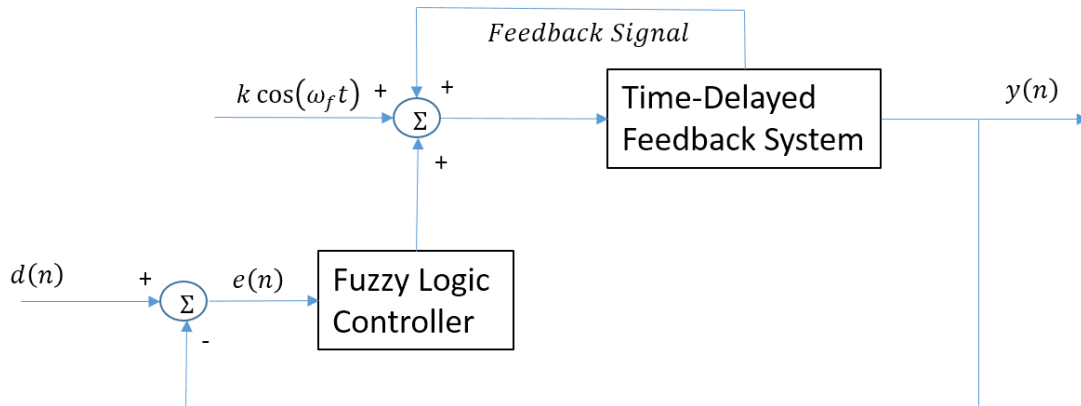 Feedback Signal
k cos(ω_f t)
+
+
Σ
+
Time-Delayed
Feedback System
y(n)
d(n)
+
Σ
-
e(n)
Fuzzy Logic
Controller